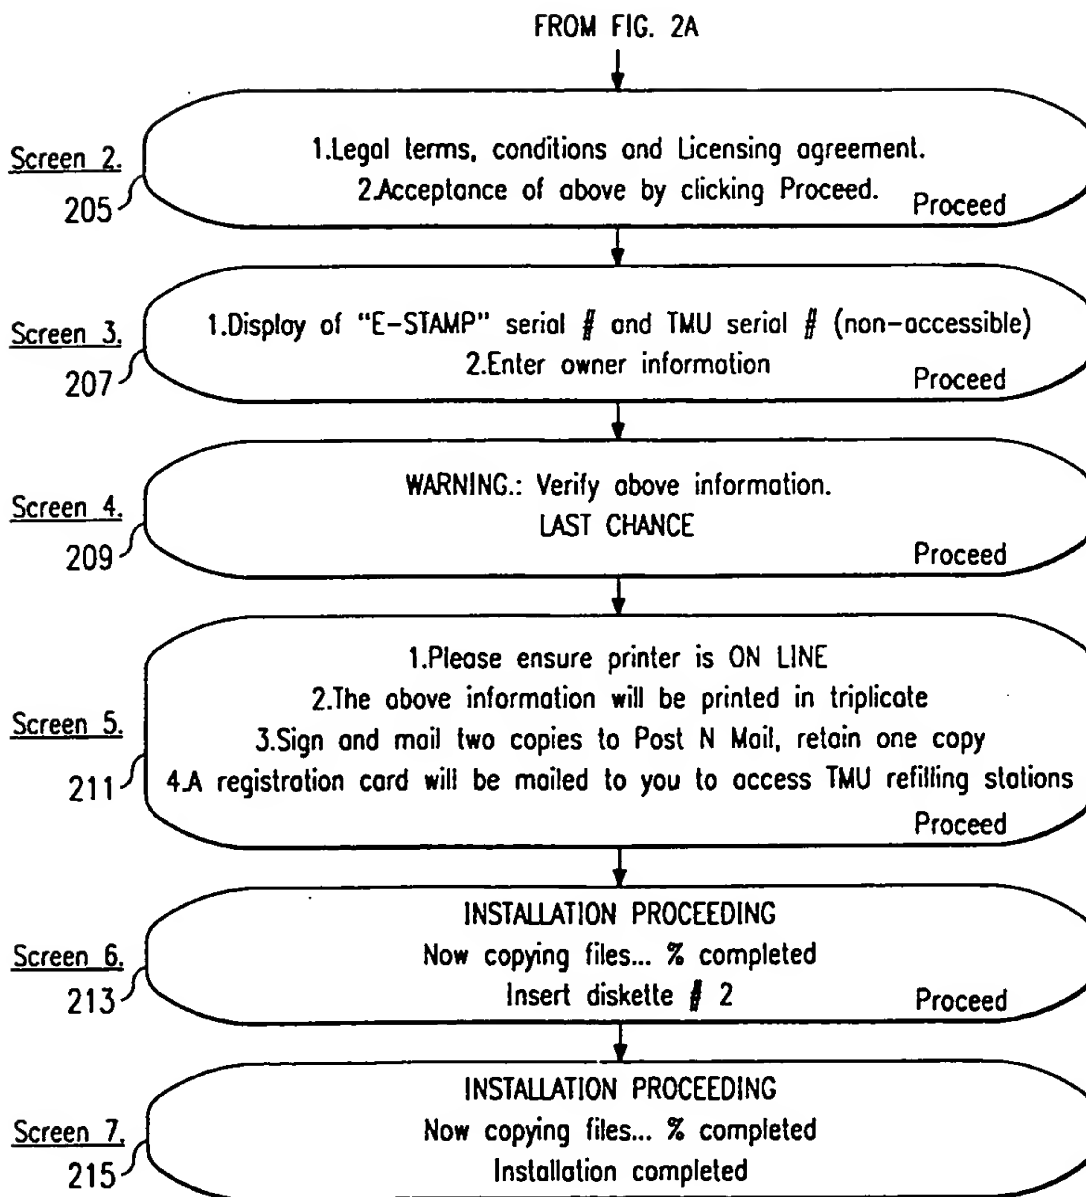 FROM FIG. 2A
Screen 2.
205
1.Legal terms, conditions and Licensing agreement.
2.Acceptance of above by clicking Proceed.
Proceed
Screen 3.
207
1.Display of "E-STAMP" serial # and TMU serial # (non-accessible)
2.Enter owner information
Proceed
Screen 4.
209
WARNING.: Verify above information.
LAST CHANCE
Proceed
Screen 5.
211
1.Please ensure printer is ON LINE
2.The above information will be printed in triplicate
3.Sign and mail two copies to Post N Mail, retain one copy
4.A registration card will be mailed to you to access TMU refilling stations
Proceed
Screen 6.
213
INSTALLATION PROCEEDING
Now copying files... % completed
Insert diskette # 2
Proceed
Screen 7.
215
INSTALLATION PROCEEDING
Now copying files... % completed
Installation completed